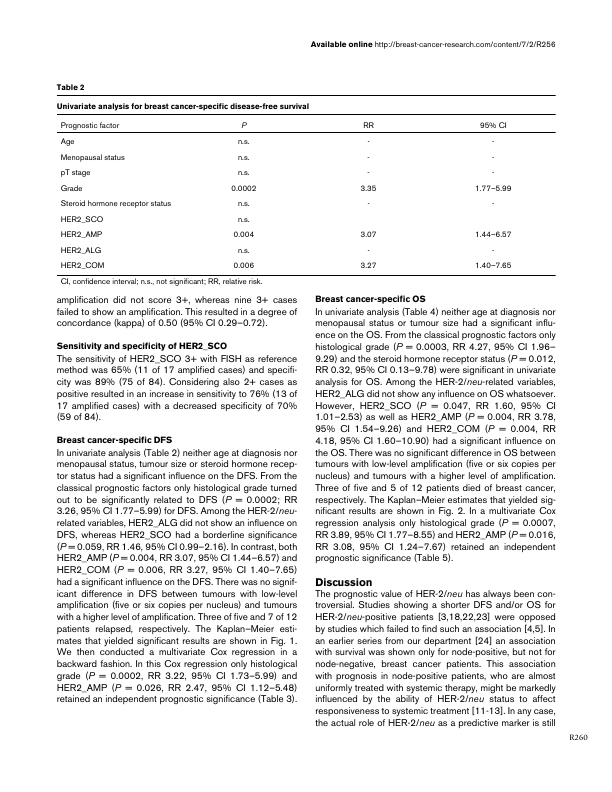 Available online http://breast-cancer-research.com/content/7/2/R256
Table 2
Univariate analysis for breast cancer-specific disease-free survival
Prognostic factor P RR 95% CI
Age n.s. - -
Menopausal status n.s. - -
pT stage n.s. - -
Grade 0.0002 3.35 1.77–5.99
Steroid hormone receptor status n.s. - -
HER2_SCO n.s.
HER2_AMP 0.004 3.07 1.44–6.57
HER2_ALG n.s. - -
HER2_COM 0.006 3.27 1.40–7.65
CI, confidence interval; n.s., not significant; RR, relative risk.
amplification did not score 3+, whereas nine 3+ cases
failed to show an amplification. This resulted in a degree of
concordance (kappa) of 0.50 (95% CI 0.29–0.72).
Sensitivity and specificity of HER2_SCO
The sensitivity of HER2_SCO 3+ with FISH as reference
method was 65% (11 of 17 amplified cases) and specifi-
city was 89% (75 of 84). Considering also 2+ cases as
positive resulted in an increase in sensitivity to 76% (13 of
17 amplified cases) with a decreased specificity of 70%
(59 of 84).
Breast cancer-specific DFS
In univariate analysis (Table 2) neither age at diagnosis nor
menopausal status, tumour size or steroid hormone recep-
tor status had a significant influence on the DFS. From the
classical prognostic factors only histological grade turned
out to be significantly related to DFS (P = 0.0002; RR
3.26, 95% CI 1.77–5.99) for DFS. Among the HER-2/neu-
related variables, HER2_ALG did not show an influence on
DFS, whereas HER2_SCO had a borderline significance
(P = 0.059, RR 1.46, 95% CI 0.99–2.16). In contrast, both
HER2_AMP (P = 0.004, RR 3.07, 95% CI 1.44–6.57) and
HER2_COM (P = 0.006, RR 3.27, 95% CI 1.40–7.65)
had a significant influence on the DFS. There was no signif-
icant difference in DFS between tumours with low-level
amplification (five or six copies per nucleus) and tumours
with a higher level of amplification. Three of five and 7 of 12
patients relapsed, respectively. The Kaplan–Meier esti-
mates that yielded significant results are shown in Fig. 1.
We then conducted a multivariate Cox regression in a
backward fashion. In this Cox regression only histological
grade (P = 0.0002, RR 3.22, 95% CI 1.73–5.99) and
HER2_AMP (P = 0.026, RR 2.47, 95% CI 1.12–5.48)
retained an independent prognostic significance (Table 3).
Breast cancer-specific OS
In univariate analysis (Table 4) neither age at diagnosis nor
menopausal status or tumour size had a significant influ-
ence on the OS. From the classical prognostic factors only
histological grade (P = 0.0003, RR 4.27, 95% CI 1.96–
9.29) and the steroid hormone receptor status (P = 0.012,
RR 0.32, 95% CI 0.13–9.78) were significant in univariate
analysis for OS. Among the HER-2/neu-related variables,
HER2_ALG did not show any influence on OS whatsoever.
However, HER2_SCO (P = 0.047, RR 1.60, 95% CI
1.01–2.53) as well as HER2_AMP (P = 0.004, RR 3.78,
95% CI 1.54–9.26) and HER2_COM (P = 0.004, RR
4.18, 95% CI 1.60–10.90) had a significant influence on
the OS. There was no significant difference in OS between
tumours with low-level amplification (five or six copies per
nucleus) and tumours with a higher level of amplification.
Three of five and 5 of 12 patients died of breast cancer,
respectively. The Kaplan–Meier estimates that yielded sig-
nificant results are shown in Fig. 2. In a multivariate Cox
regression analysis only histological grade (P = 0.0007,
RR 3.89, 95% CI 1.77–8.55) and HER2_AMP (P = 0.016,
RR 3.08, 95% CI 1.24–7.67) retained an independent
prognostic significance (Table 5).
Discussion
The prognostic value of HER-2/neu has always been con-
troversial. Studies showing a shorter DFS and/or OS for
HER-2/neu-positive patients [3,18,22,23] were opposed
by studies which failed to find such an association [4,5]. In
an earlier series from our department [24] an association
with survival was shown only for node-positive, but not for
node-negative, breast cancer patients. This association
with prognosis in node-positive patients, who are almost
uniformly treated with systemic therapy, might be markedly
influenced by the ability of HER-2/neu status to affect
responsiveness to systemic treatment [11-13]. In any case,
the actual role of HER-2/neu as a predictive marker is still
R260